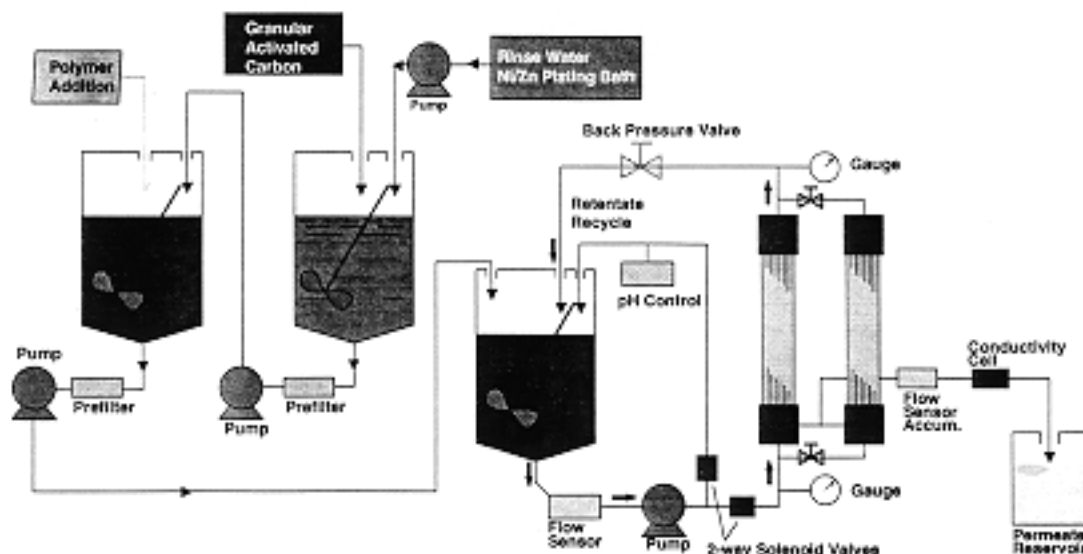 Granular
Activated
Carbon
Rinse Water
Ni/Zn Plating Bath
Polymer
Addition
Pump
Back Pressure Valve
Gauge
Retentate
Recycle
pH Control
Pump
Prefilter
Pump
Prefilter
Conductivity
Cell
Flow
Sensor
Accum.
Gauge
Flow
Sensor
Pump
2-way Solenoid Valves
Permeate
Reservoir